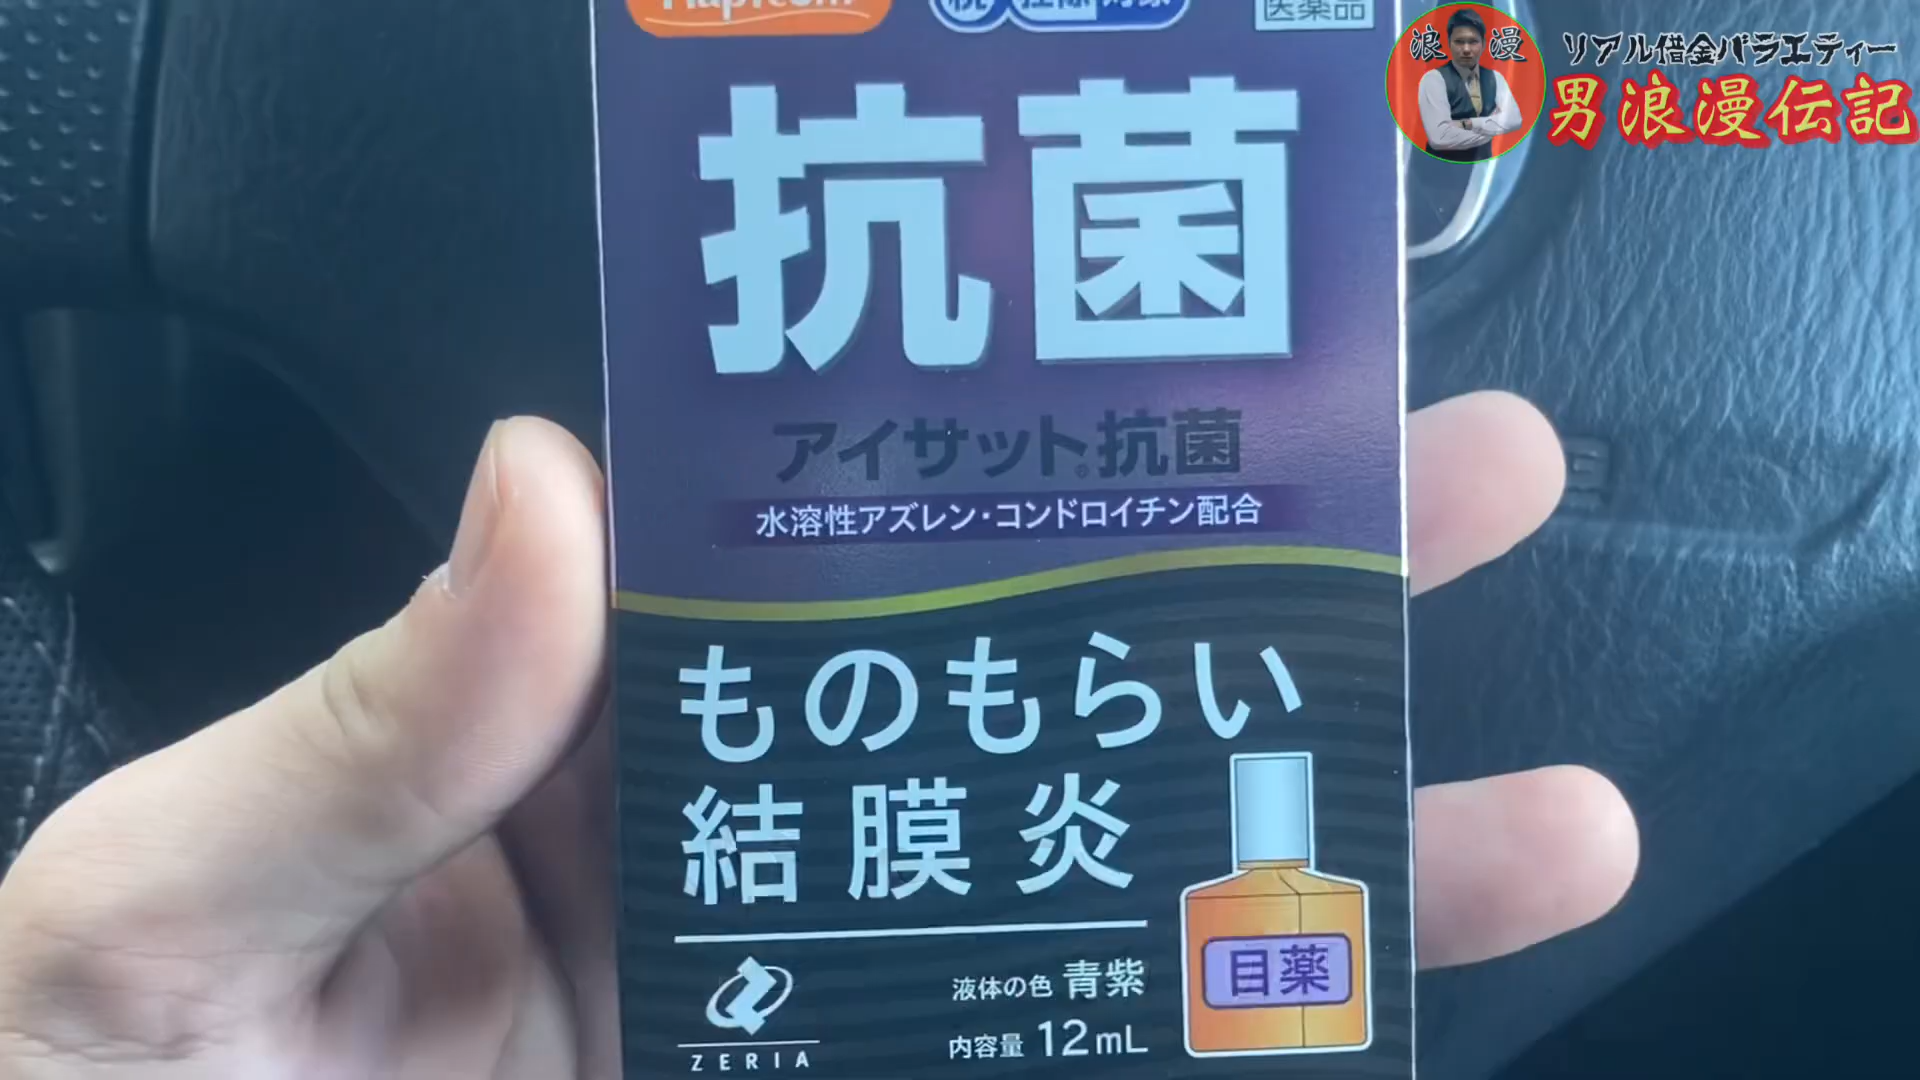 医薬品
浪 漫
リアル借金バラエティー
男浪漫伝記
抗菌
アイサット®抗菌
水溶性アズレン・コンドロイチン配合
ものもらい
結膜炎
目薬
液体の色 青紫
内容量 12mL
ZERIA